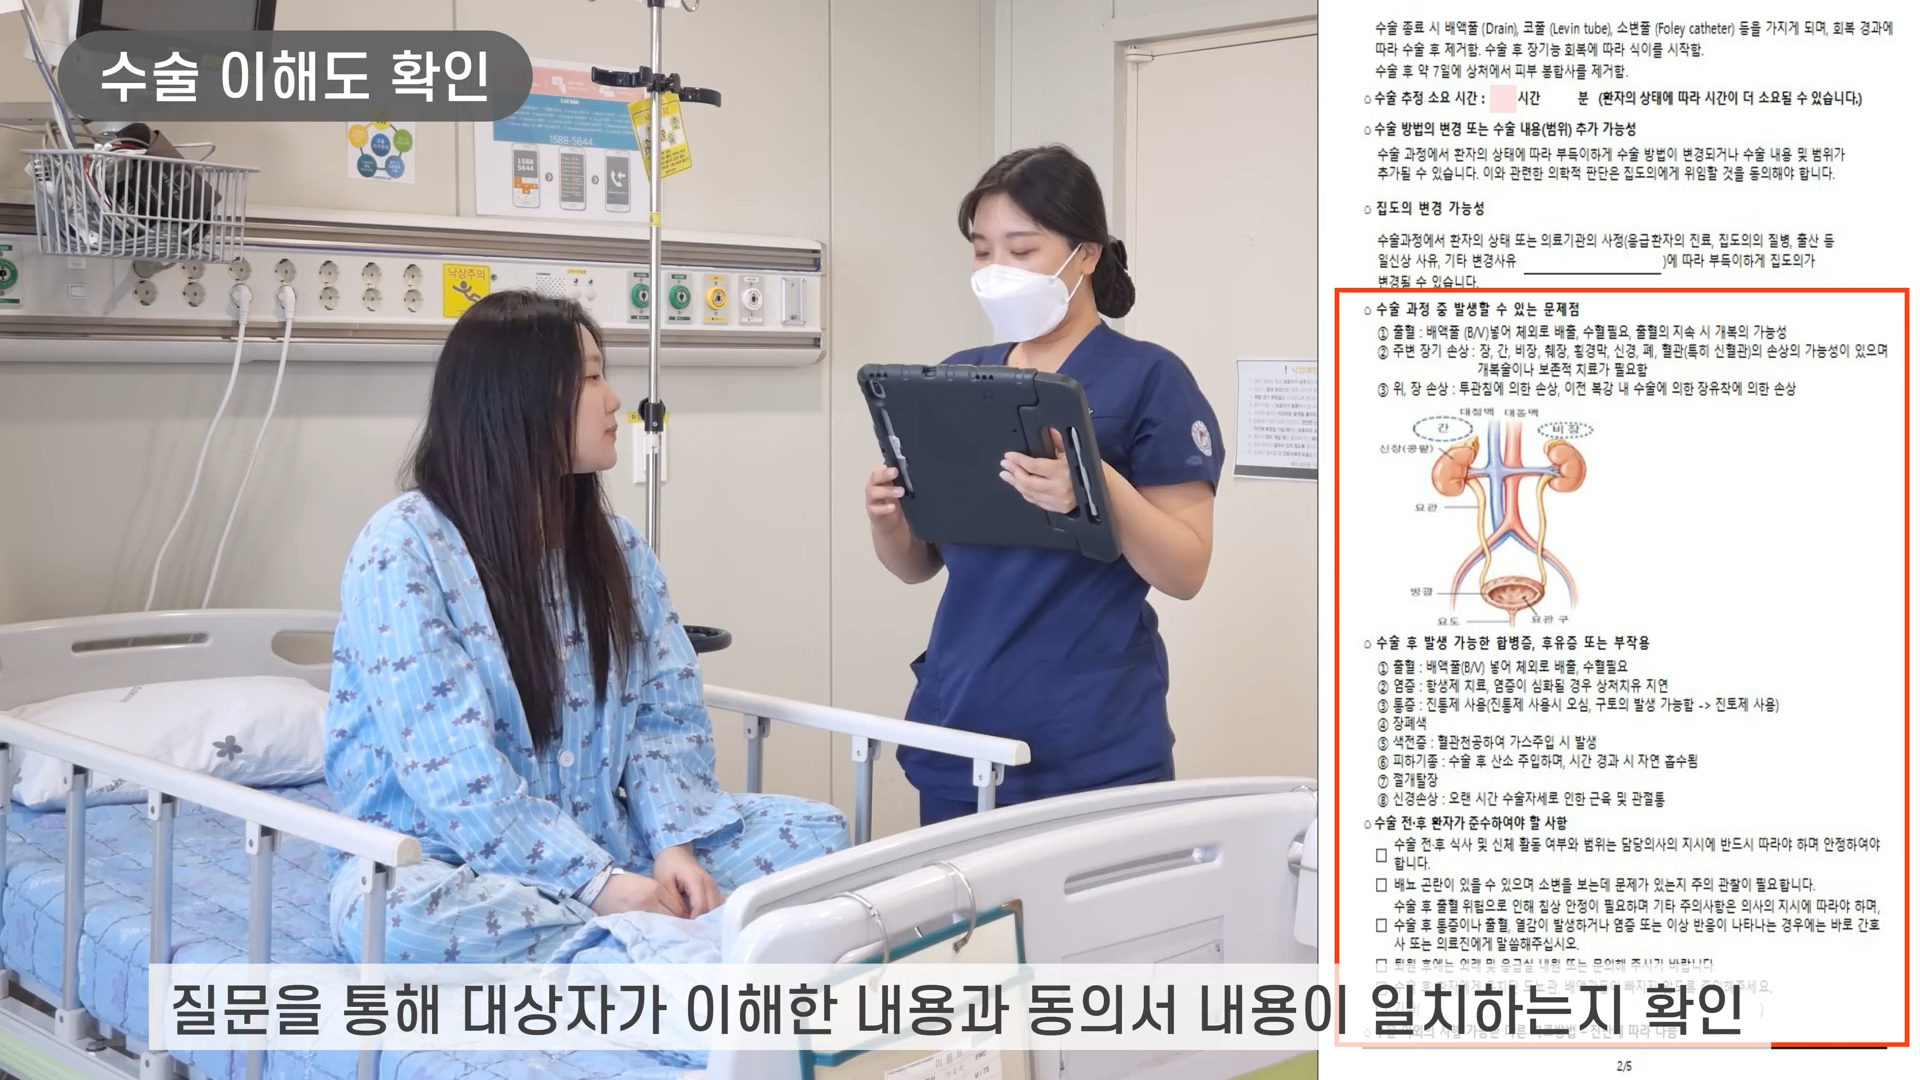 수술 이해도 확인
1588-5644
낙상주의
수술 종료 시 배액풀 (Drain), 코풀 (Levin tube), 소변풀 (Foley catheter) 등을 가지게 되며, 회복 경과에
따라 수술 후 제거함. 수술 후 장기능 회복에 따라 식이를 시작함.
수술 후 약 7일에 상처에서 피부 봉합사를 제거함.
○ 수술 추정 소요 시간 : 시간 분 (환자의 상태에 따라 시간이 더 소요될 수 있습니다.)
○ 수술 방법의 변경 또는 수술 내용(범위) 추가 가능성
수술 과정에서 환자의 상태에 따라 부득이하게 수술 방법이 변경되거나 수술 내용 및 범위가
추가될 수 있습니다. 이와 관련한 의학적 판단은 집도의에게 위임할 것을 동의해야 합니다.
○ 집도의 변경 가능성
수술과정에서 환자의 상태 또는 의료기관의 사정(응급환자의 진료, 집도의의 질병, 출산 등
일신상 사유, 기타 변경사유 )에 따라 부득이하게 집도의가
변경될 수 있습니다.
○ 수술 과정 중 발생할 수 있는 문제점
① 출혈 : 배액풀 (B/V)넣어 체외로 배출, 수혈필요, 출혈의 지속 시 개복의 가능성
② 주변 장기 손상 : 장, 간, 비장, 췌장, 횡경막, 신경, 폐, 혈관(특히 신혈관)의 손상의 가능성이 있으며
개복술이나 보존적 치료가 필요함
③ 위, 장 손상 : 투관침에 의한 손상, 이전 복강 내 수술에 의한 장유착에 의한 손상
대정맥 대동맥
간
비장
신장(콩팥)
요관
방광
요도
요관 구
○ 수술 후 발생 가능한 합병증, 후유증 또는 부작용
① 출혈 : 배액풀(B/V) 넣어 체외로 배출, 수혈필요
② 염증 : 항생제 치료, 염증이 심화될 경우 상처치유 지연
③ 통증 : 진통제 사용(진통제 사용시 오심, 구토의 발생 가능함 -> 진토제 사용)
④ 장폐색
⑤ 색전증 : 혈관천공하여 가스주입 시 발생
⑥ 피하기종 : 수술 후 산소 주입하며, 시간 경과 시 자연 흡수됨
⑦ 절개탈장
⑧ 신경손상 : 오랜 시간 수술자세로 인한 근육 및 관절통
○ 수술 전·후 환자가 준수하여야 할 사항
□ 수술 전·후 식사 및 신체 활동 여부와 범위는 담당의사의 지시에 반드시 따라야 하며 안정하여야
합니다.
□ 배뇨 곤란이 있을 수 있으며 소변을 보는데 문제가 있는지 주의 관찰이 필요합니다.
수술 후 출혈 위험으로 인해 침상 안정이 필요하며 기타 주의사항은 의사의 지시에 따라야 하며,
□ 수술 후 통증이나 출혈, 열감이 발생하거나 염증 또는 이상 반응이 나타나는 경우에는 바로 간호
사 또는 의료진에게 말씀해주십시오.
□ 퇴원 후에는 외래 및 응급실 내원 또는 문의해 주시기 바랍니다.
질문을 통해 대상자가 이해한 내용과 동의서 내용이 일치하는지 확인
2/5